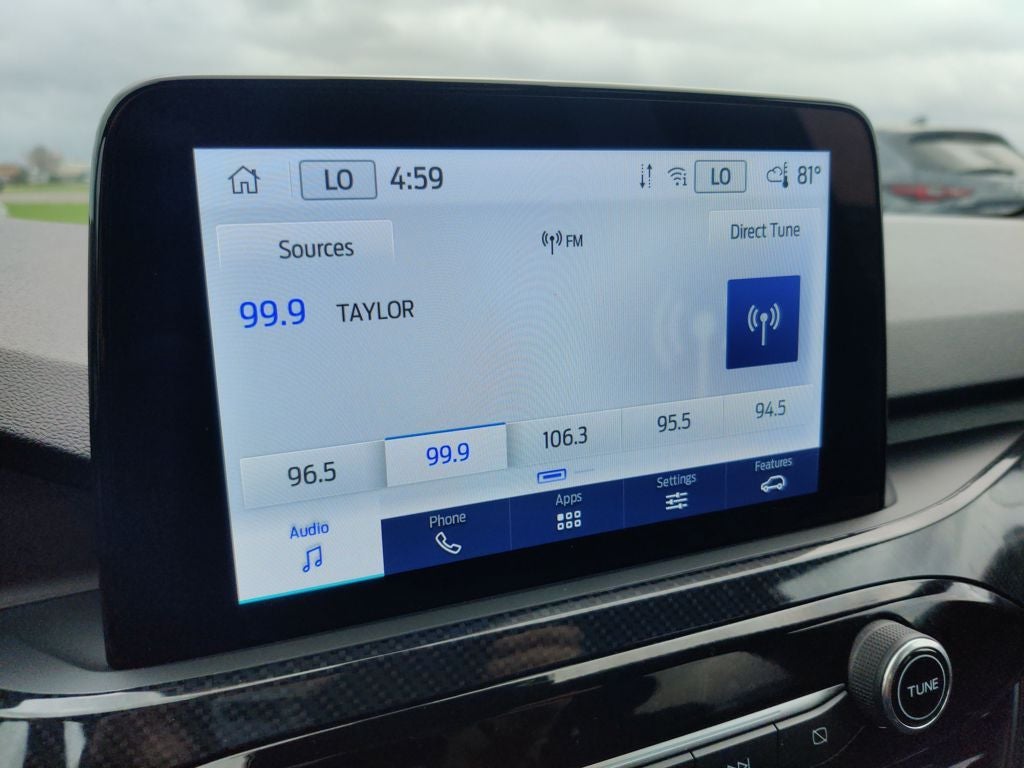 LO 4:59 1 LO 81°
Sources FM Direct Tune
99.9 TAYLOR
96.5 99.9 106.3 95.5 94.5
Audio Phone Apps Settings Features
TUNE